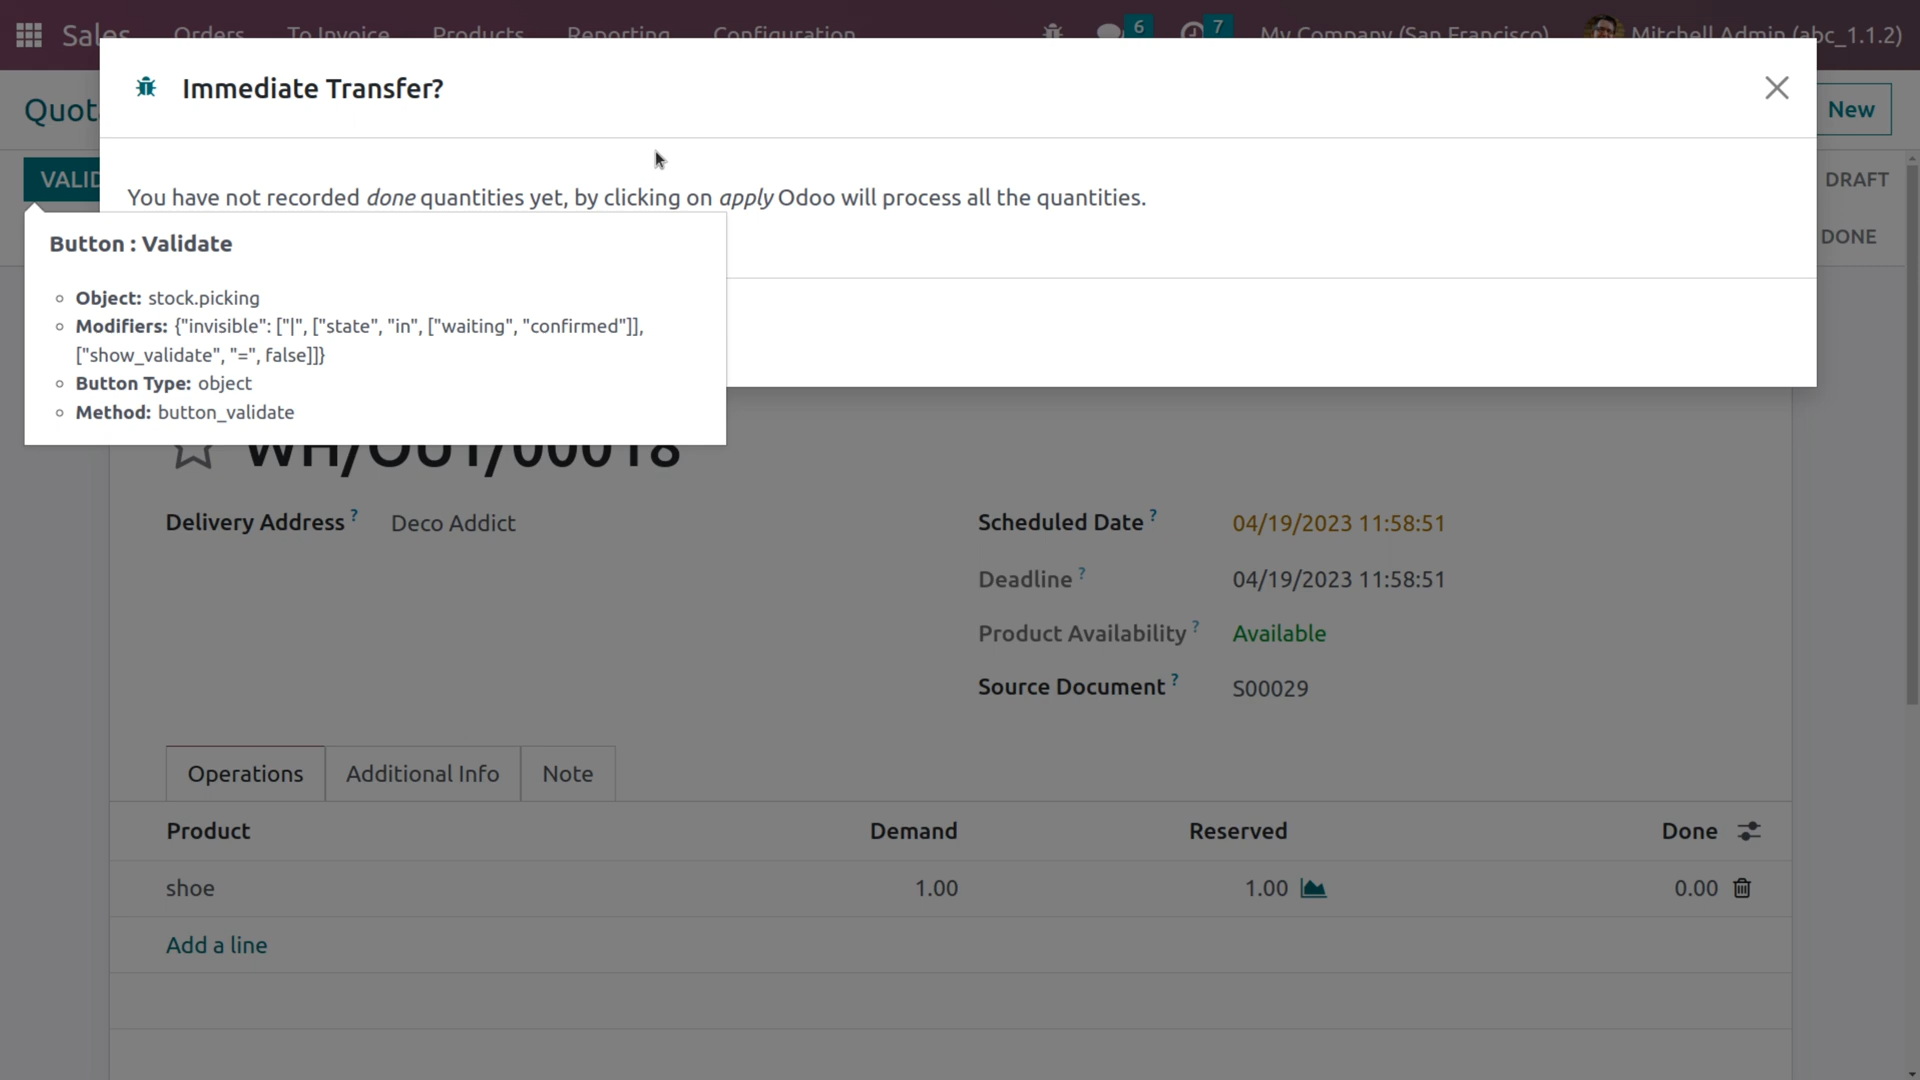 Sales Orders To Invoice Products Reporting Configuration 6 7 My Company (San Francisco) Mitchell Admin (abc_1.1.2)
Immediate Transfer?
Quot
New
VALID
DRAFT
You have not recorded done quantities yet, by clicking on apply Odoo will process all the quantities.
DONE
Button : Validate
Object: stock.picking
Modifiers: {"invisible": ["|", ["state", "in", ["waiting", "confirmed"]],
["show_validate", "=", false]]}
Button Type: object
Method: button_validate
WH/OUT/00018
Delivery Address ? Deco Addict
Scheduled Date ? 04/19/2023 11:58:51
Deadline ? 04/19/2023 11:58:51
Product Availability ? Available
Source Document ? S00029
Operations Additional Info Note
Product Demand Reserved Done
shoe 1.00 1.00 0.00
Add a line